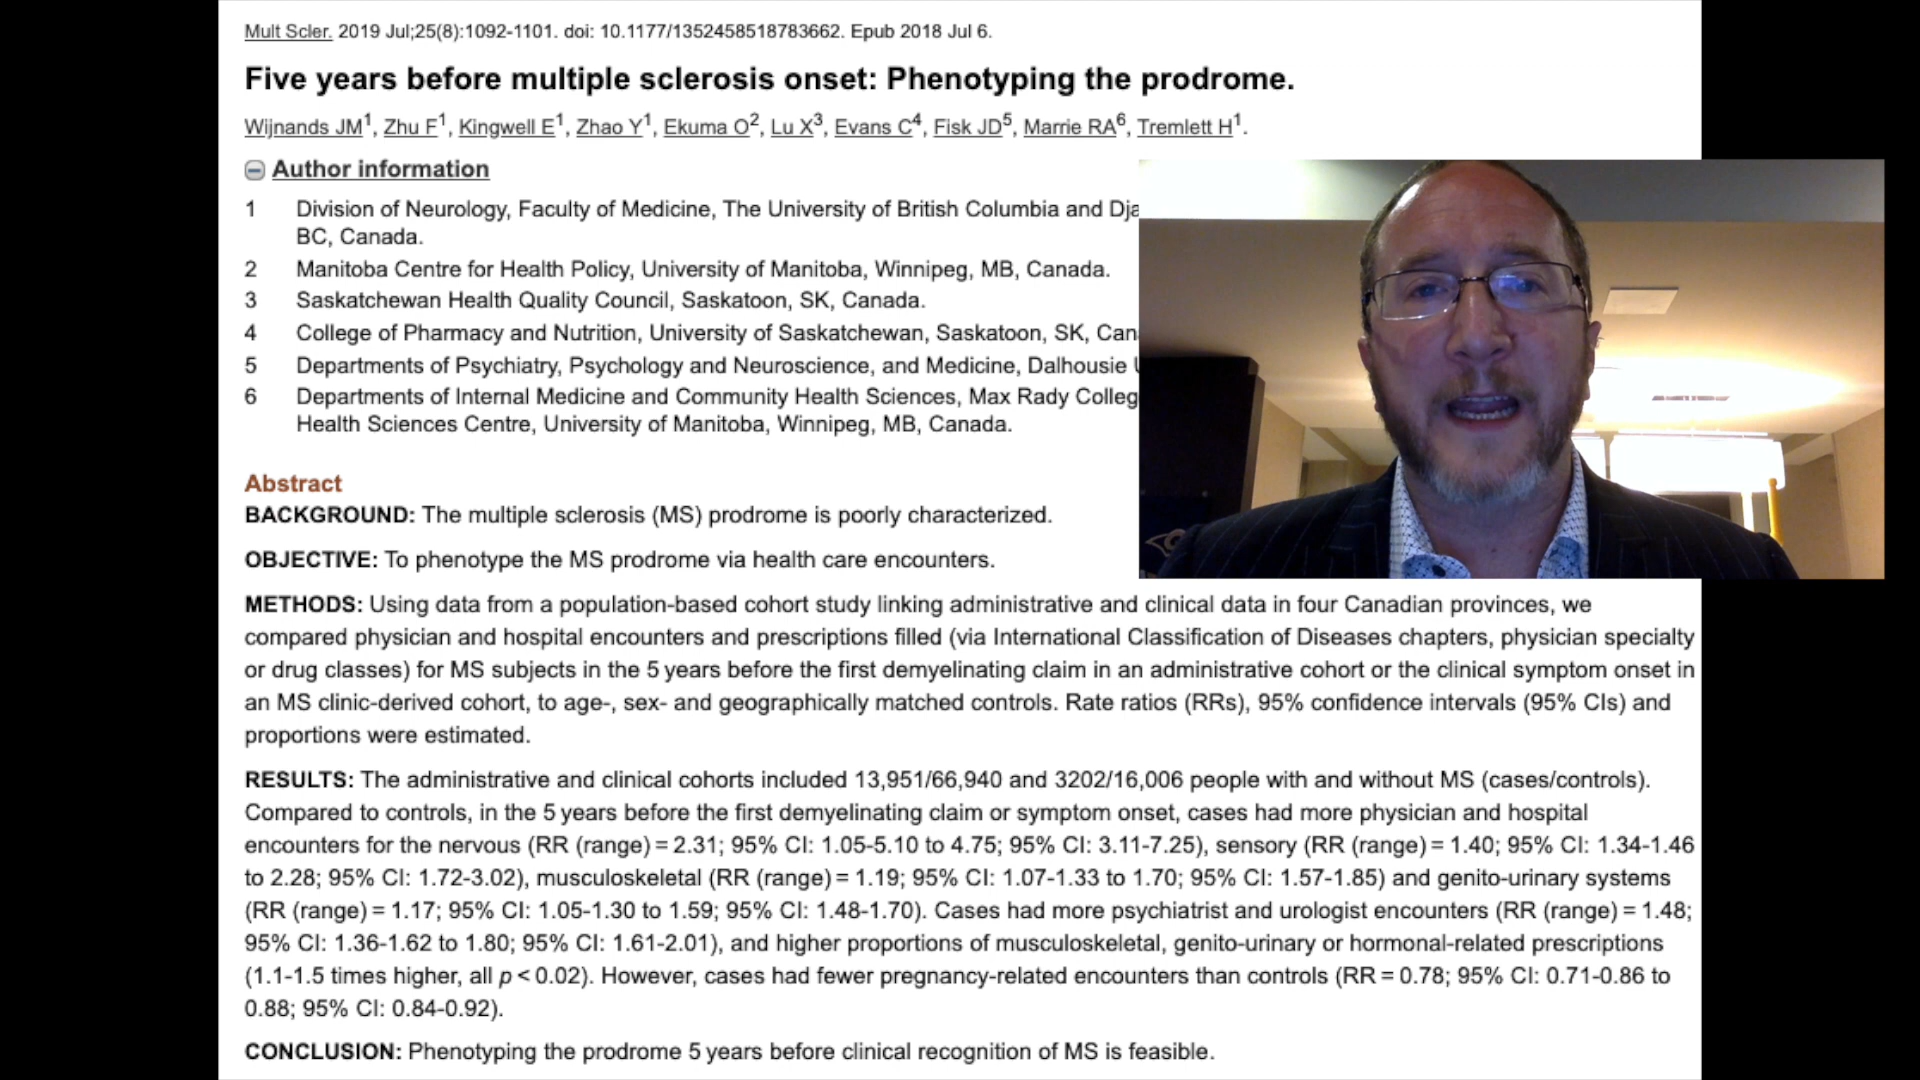 Mult Scler. 2019 Jul;25(8):1092-1101. doi: 10.1177/1352458518783662. Epub 2018 Jul 6.
Five years before multiple sclerosis onset: Phenotyping the prodrome.
Wijnands JM1, Zhu F1, Kingwell E1, Zhao Y1, Ekuma O2, Lu X3, Evans C4, Fisk JD5, Marrie RA6, Tremlett H1.
Author information
1 Division of Neurology, Faculty of Medicine, The University of British Columbia and
BC, Canada.
2 Manitoba Centre for Health Policy, University of Manitoba, Winnipeg, MB, Canada.
3 Saskatchewan Health Quality Council, Saskatoon, SK, Canada.
4 College of Pharmacy and Nutrition, University of Saskatchewan, Saskatoon, SK,
5 Departments of Psychiatry, Psychology and Neuroscience, and Medicine, Dalhousie
6 Departments of Internal Medicine and Community Health Sciences, Max Rady
Health Sciences Centre, University of Manitoba, Winnipeg, MB, Canada.
Abstract
BACKGROUND: The multiple sclerosis (MS) prodrome is poorly characterized.
OBJECTIVE: To phenotype the MS prodrome via health care encounters.
METHODS: Using data from a population-based cohort study linking administrative and clinical data in four Canadian provinces, we
compared physician and hospital encounters and prescriptions filled (via International Classification of Diseases chapters, physician specialty
or drug classes) for MS subjects in the 5 years before the first demyelinating claim in an administrative cohort or the clinical symptom onset in
an MS clinic-derived cohort, to age-, sex- and geographically matched controls. Rate ratios (RRs), 95% confidence intervals (95% CIs) and
proportions were estimated.
RESULTS: The administrative and clinical cohorts included 13,951/66,940 and 3202/16,006 people with and without MS (cases/controls).
Compared to controls, in the 5 years before the first demyelinating claim or symptom onset, cases had more physician and hospital
encounters for the nervous (RR (range) = 2.31; 95% CI: 1.05-5.10 to 4.75; 95% CI: 3.11-7.25), sensory (RR (range) = 1.40; 95% CI: 1.34-1.46
to 2.28; 95% CI: 1.72-3.02), musculoskeletal (RR (range) = 1.19; 95% CI: 1.07-1.33 to 1.70; 95% CI: 1.57-1.85) and genito-urinary systems
(RR (range) = 1.17; 95% CI: 1.05-1.30 to 1.59; 95% CI: 1.48-1.70). Cases had more psychiatrist and urologist encounters (RR (range) = 1.48;
95% CI: 1.36-1.62 to 1.80; 95% CI: 1.61-2.01), and higher proportions of musculoskeletal, genito-urinary or hormonal-related prescriptions
(1.1-1.5 times higher, all p < 0.02). However, cases had fewer pregnancy-related encounters than controls (RR = 0.78; 95% CI: 0.71-0.86 to
0.88; 95% CI: 0.84-0.92).
CONCLUSION: Phenotyping the prodrome 5 years before clinical recognition of MS is feasible.